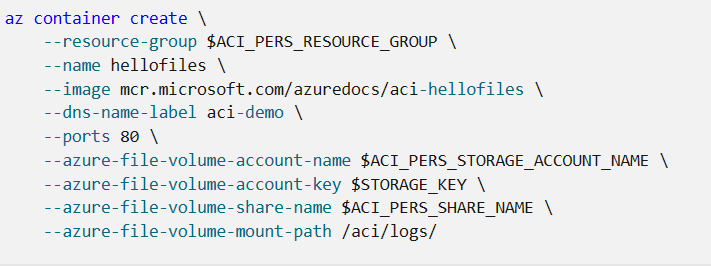 az container create \
--resource-group $ACI_PERS_RESOURCE_GROUP \
--name hellofiles \
--image mcr.microsoft.com/azuredocs/aci-hellofiles \
--dns-name-label aci-demo \
--ports 80 \
--azure-file-volume-account-name $ACI_PERS_STORAGE_ACCOUNT_NAME \
--azure-file-volume-account-key $STORAGE_KEY \
--azure-file-volume-share-name $ACI_PERS_SHARE_NAME \
--azure-file-volume-mount-path /aci/logs/